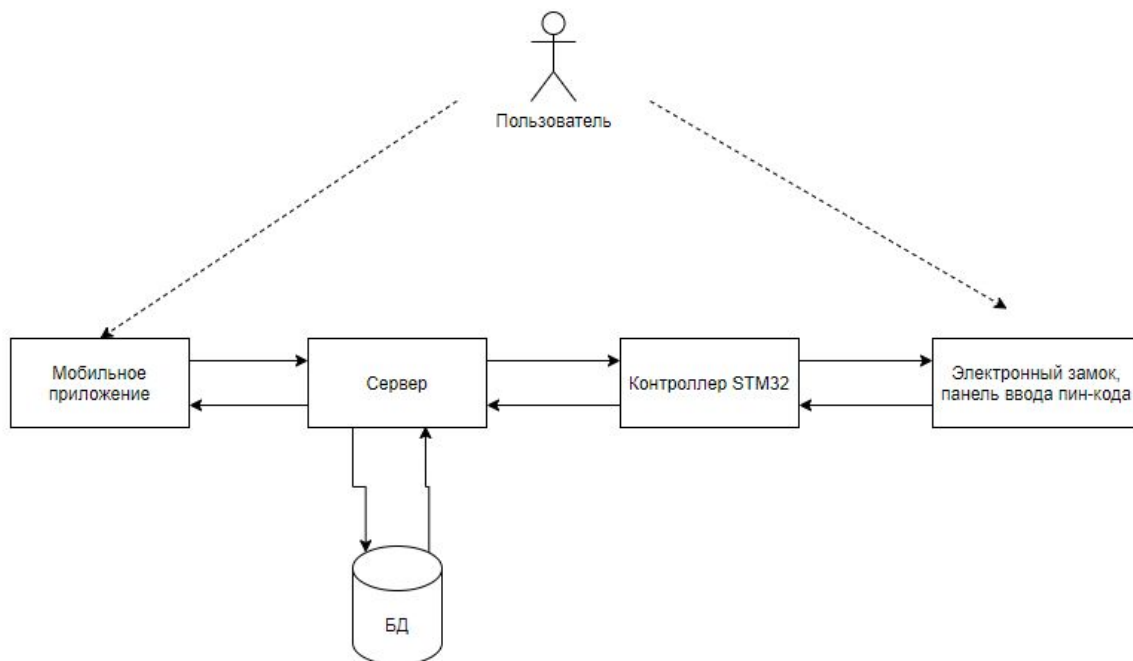 Пользователь
Мобильное
приложение
Сервер
Контроллер STM32
Электронный замок,
панель ввода пин-кода
БД